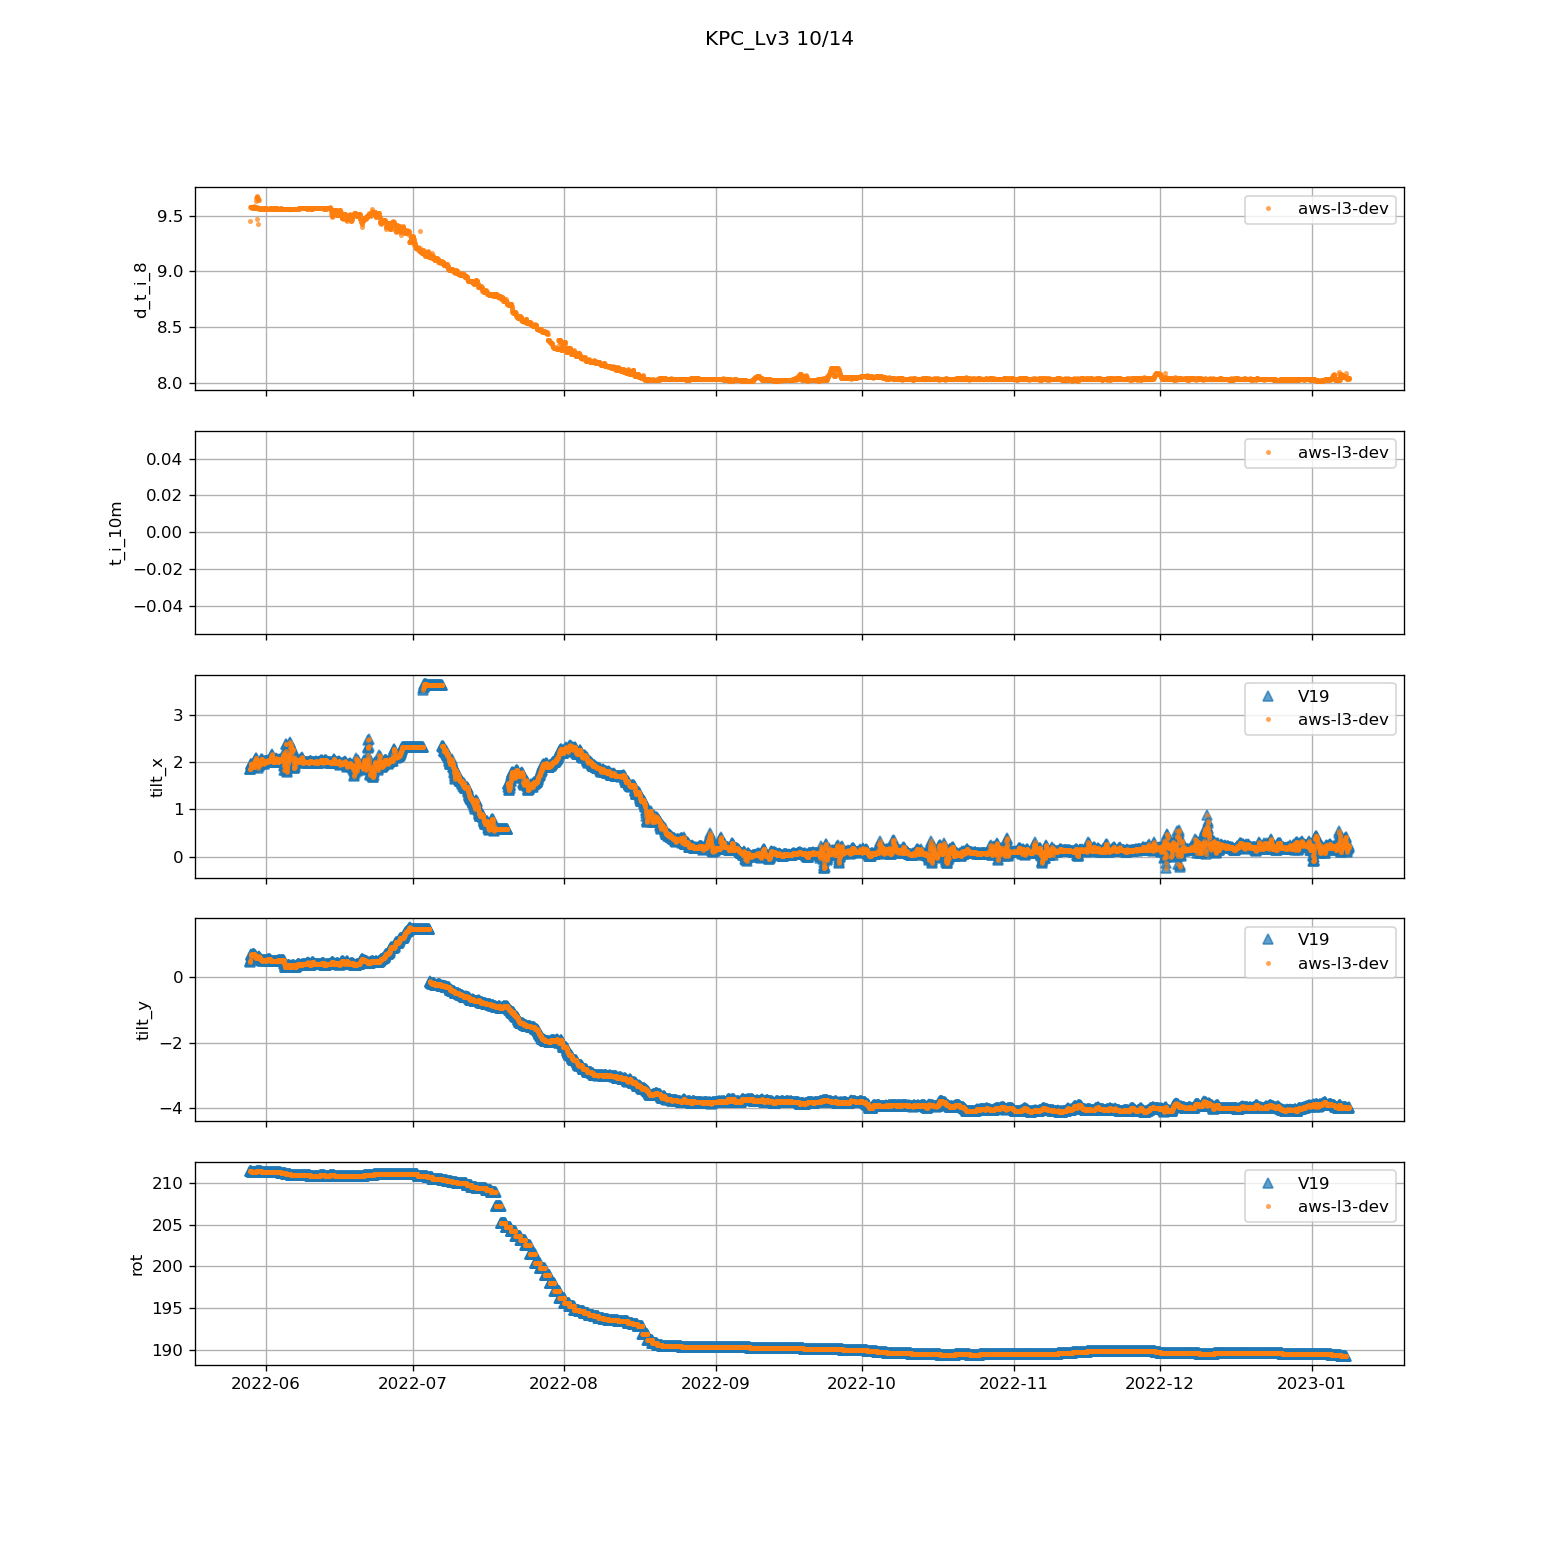 KPC_Lv3 10/14
d_t_i_8
9.5
9.0
8.5
8.0
aws-l3-dev
t_i_10m
0.04
0.02
0.00
−0.02
−0.04
aws-l3-dev
tilt_x
3
2
1
0
V19
aws-l3-dev
tilt_y
0
−2
−4
V19
aws-l3-dev
rot
210
205
200
195
190
V19
aws-l3-dev
2022-06 2022-07 2022-08 2022-09 2022-10 2022-11 2022-12 2023-01